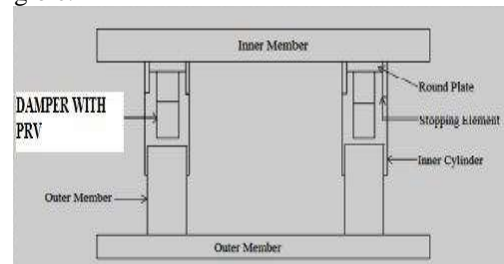 Inner Member
Round Plate
DAMPER WITH
PRV
Stopping Element
Inner Cylinder
Outer Member
Outer Member